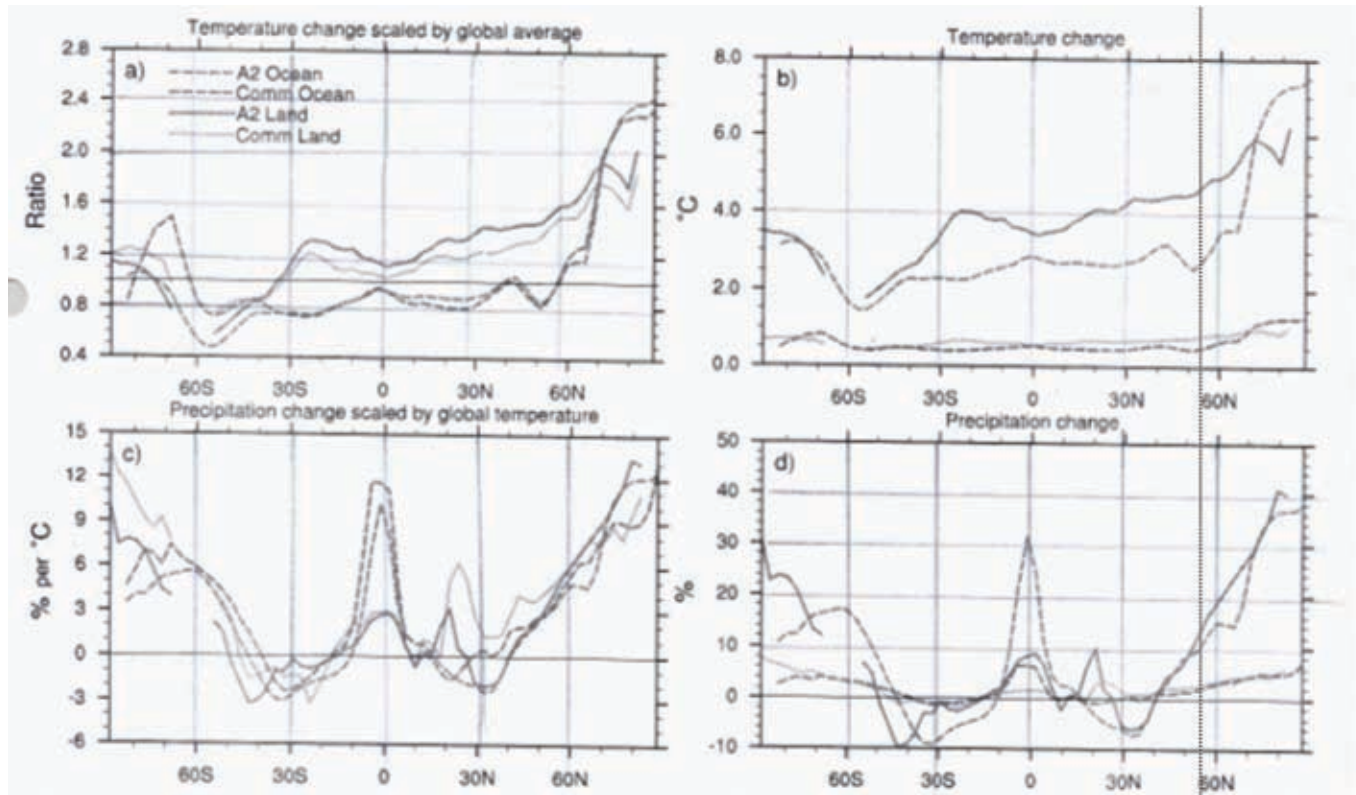 Temperature change scaled by global average
a)
A2 Ocean
Comm Ocean
A2 Land
Comm Land
Ratio
2.8
2.4
2.0
1.6
1.2
0.8
0.4
60S 30S 0 30N 60N
Temperature change
b)
°C
8.0
6.0
4.0
2.0
0.0
60S 30S 0 30N 60N
Precipitation change scaled by global temperature
c)
% per °C
15
12
9
6
3
0
-3
-6
60S 30S 0 30N 60N
Precipitation change
d)
%
50
40
30
20
10
0
-10
60S 30S 0 30N 60N